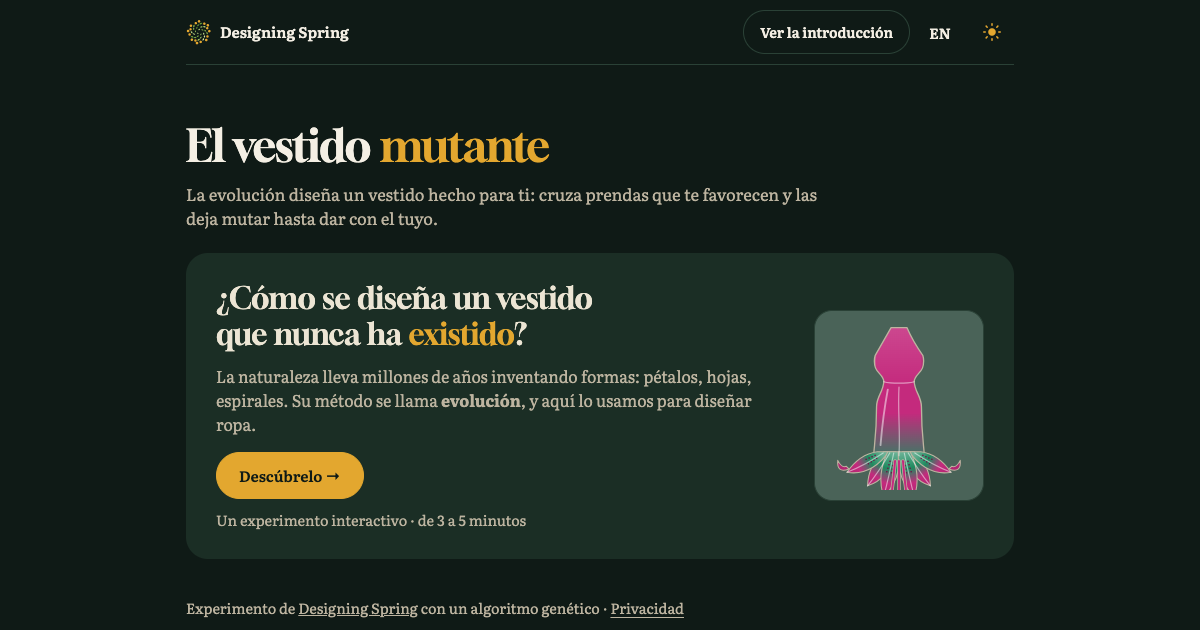 Designing Spring
Ver la introducción
EN
El vestido mutante
La evolución diseña un vestido hecho para ti: cruza prendas que te favorecen y las
deja mutar hasta dar con el tuyo.
¿Cómo se diseña un vestido
que nunca ha existido?
La naturaleza lleva millones de años inventando formas: pétalos, hojas,
espirales. Su método se llama evolución, y aquí lo usamos para diseñar
ropa.
Descúbrelo →
Un experimento interactivo · de 3 a 5 minutos
Experimento de Designing Spring con un algoritmo genético · Privacidad